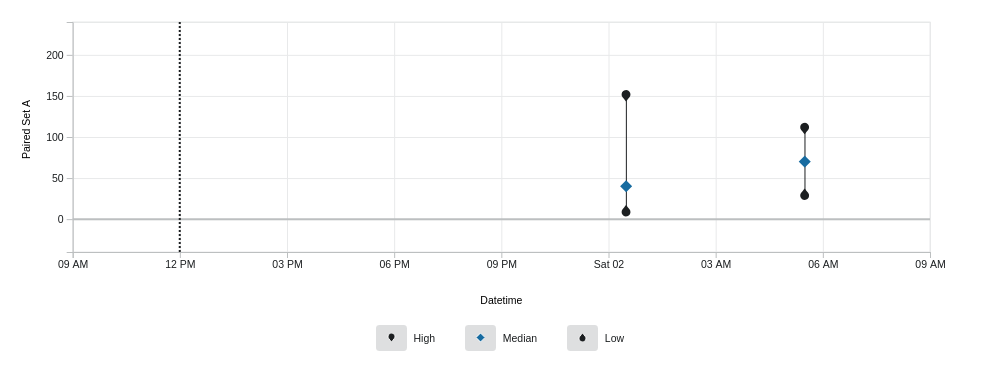 200
150
100
50
0
Paired Set A
09 AM 12 PM 03 PM 06 PM 09 PM Sat 02 03 AM 06 AM 09 AM
Datetime
High Median Low